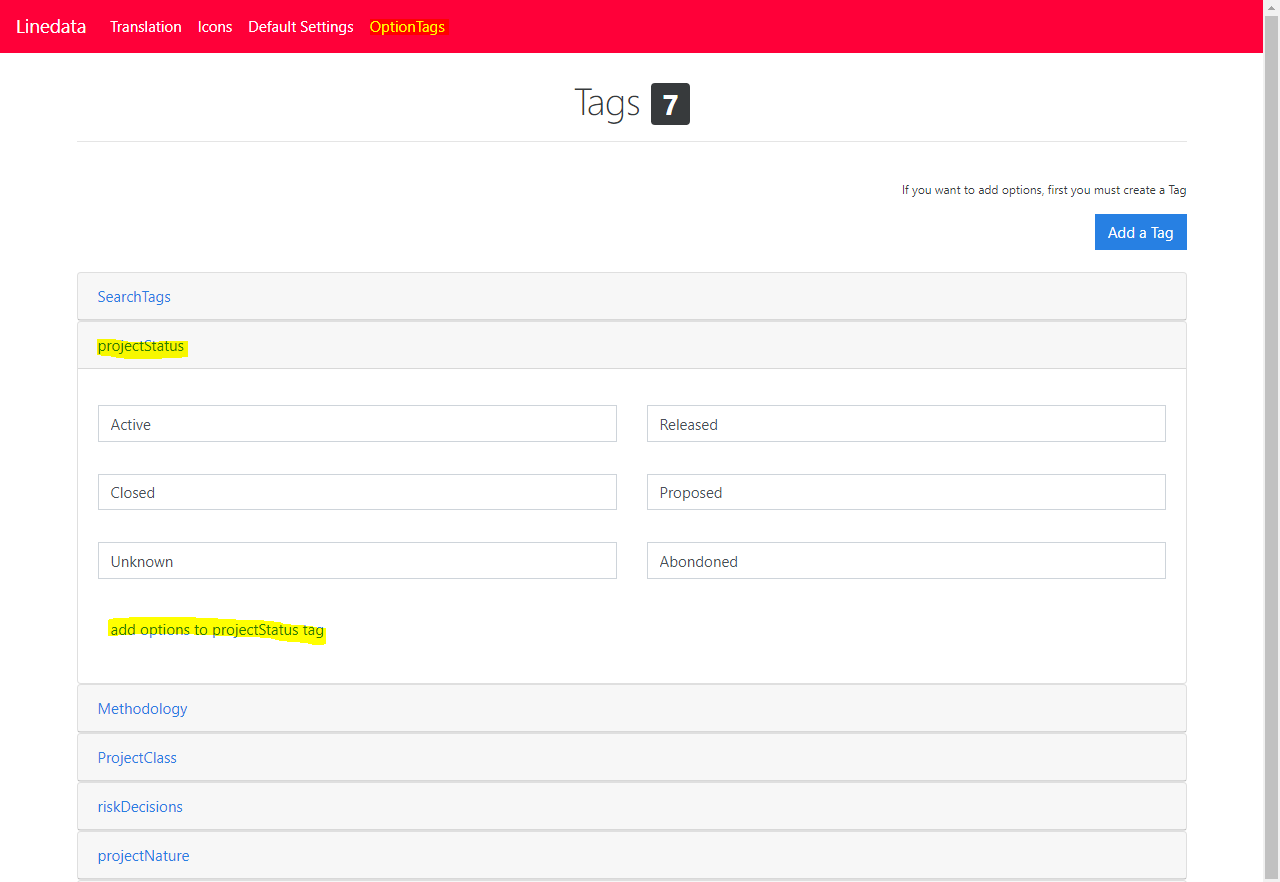 Linedata Translation Icons Default Settings OptionTags
Tags 7
If you want to add options, first you must create a Tag
Add a Tag
SearchTags
projectStatus
Active Released
Closed Proposed
Unknown Abondoned
add options to projectStatus tag
Methodology
ProjectClass
riskDecisions
projectNature